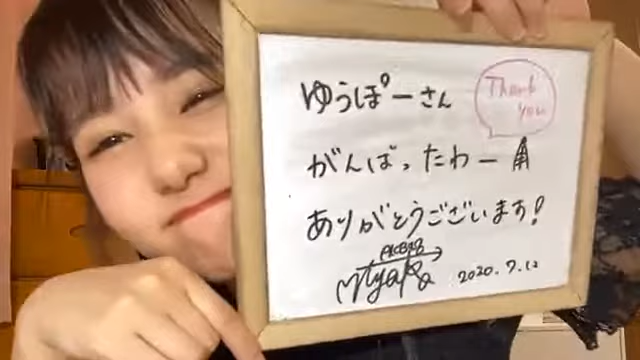 ゆうぽーさん
Thank
you
がんばったわー
ありがとうございます!
AKB48
2020.7.12